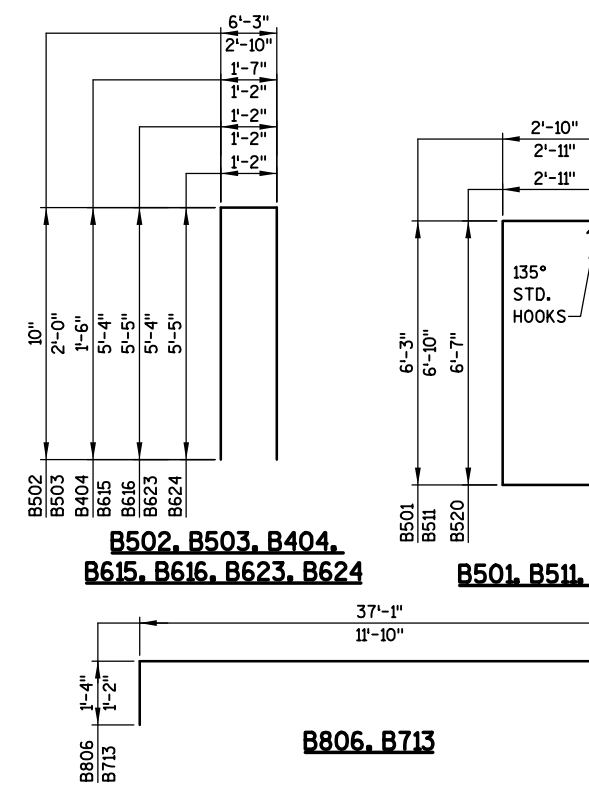 6'-3"
2'-10"
1'-7"
1'-2"
1'-2"
1'-2"
1'-2"
10"
2'-0"
1'-6"
5'-4"
5'-5"
5'-4"
5'-5"
B502
B503
B404
B615
B616
B623
B624
B502, B503, B404,
B615, B616, B623, B624
2'-10"
2'-11"
2'-11"
135°
STD.
HOOKS
6'-3"
6'-10"
6'-7"
B501
B511
B520
B501, B511,
37'-1"
11'-10"
1'-4"
1'-2"
B806
B713
B806, B713